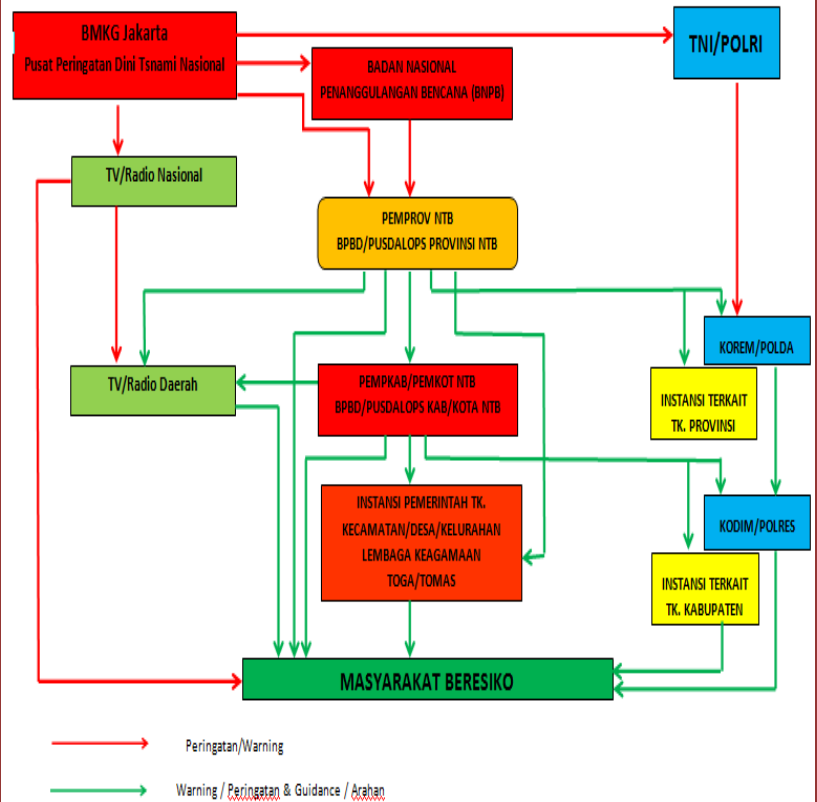 BMKG Jakarta
Pusat Peringatan Dini Tsnami Nasional
TNI/POLRI
BADAN NASIONAL
PENANGGULANGAN BENCANA (BNPB)
TV/Radio Nasional
PEMPROV NTB
BPBD/PUSDALOPS PROVINSI NTB
KOREM/POLDA
TV/Radio Daerah
PEMPKAB/PEMKOT NTB
BPBD/PUSDALOPS KAB/KOTA NTB
INSTANSI TERKAIT
TK. PROVINSI
INSTANSI PEMERINTAH TK.
KECAMATAN/DESA/KELURAHAN
LEMBAGA KEAGAMAAN
TOGA/TOMAS
KODIM/POLRES
INSTANSI TERKAIT
TK. KABUPATEN
MASYARAKAT BERESIKO
Peringatan/Warning
Warning / Peringatan & Guidance / Arahan